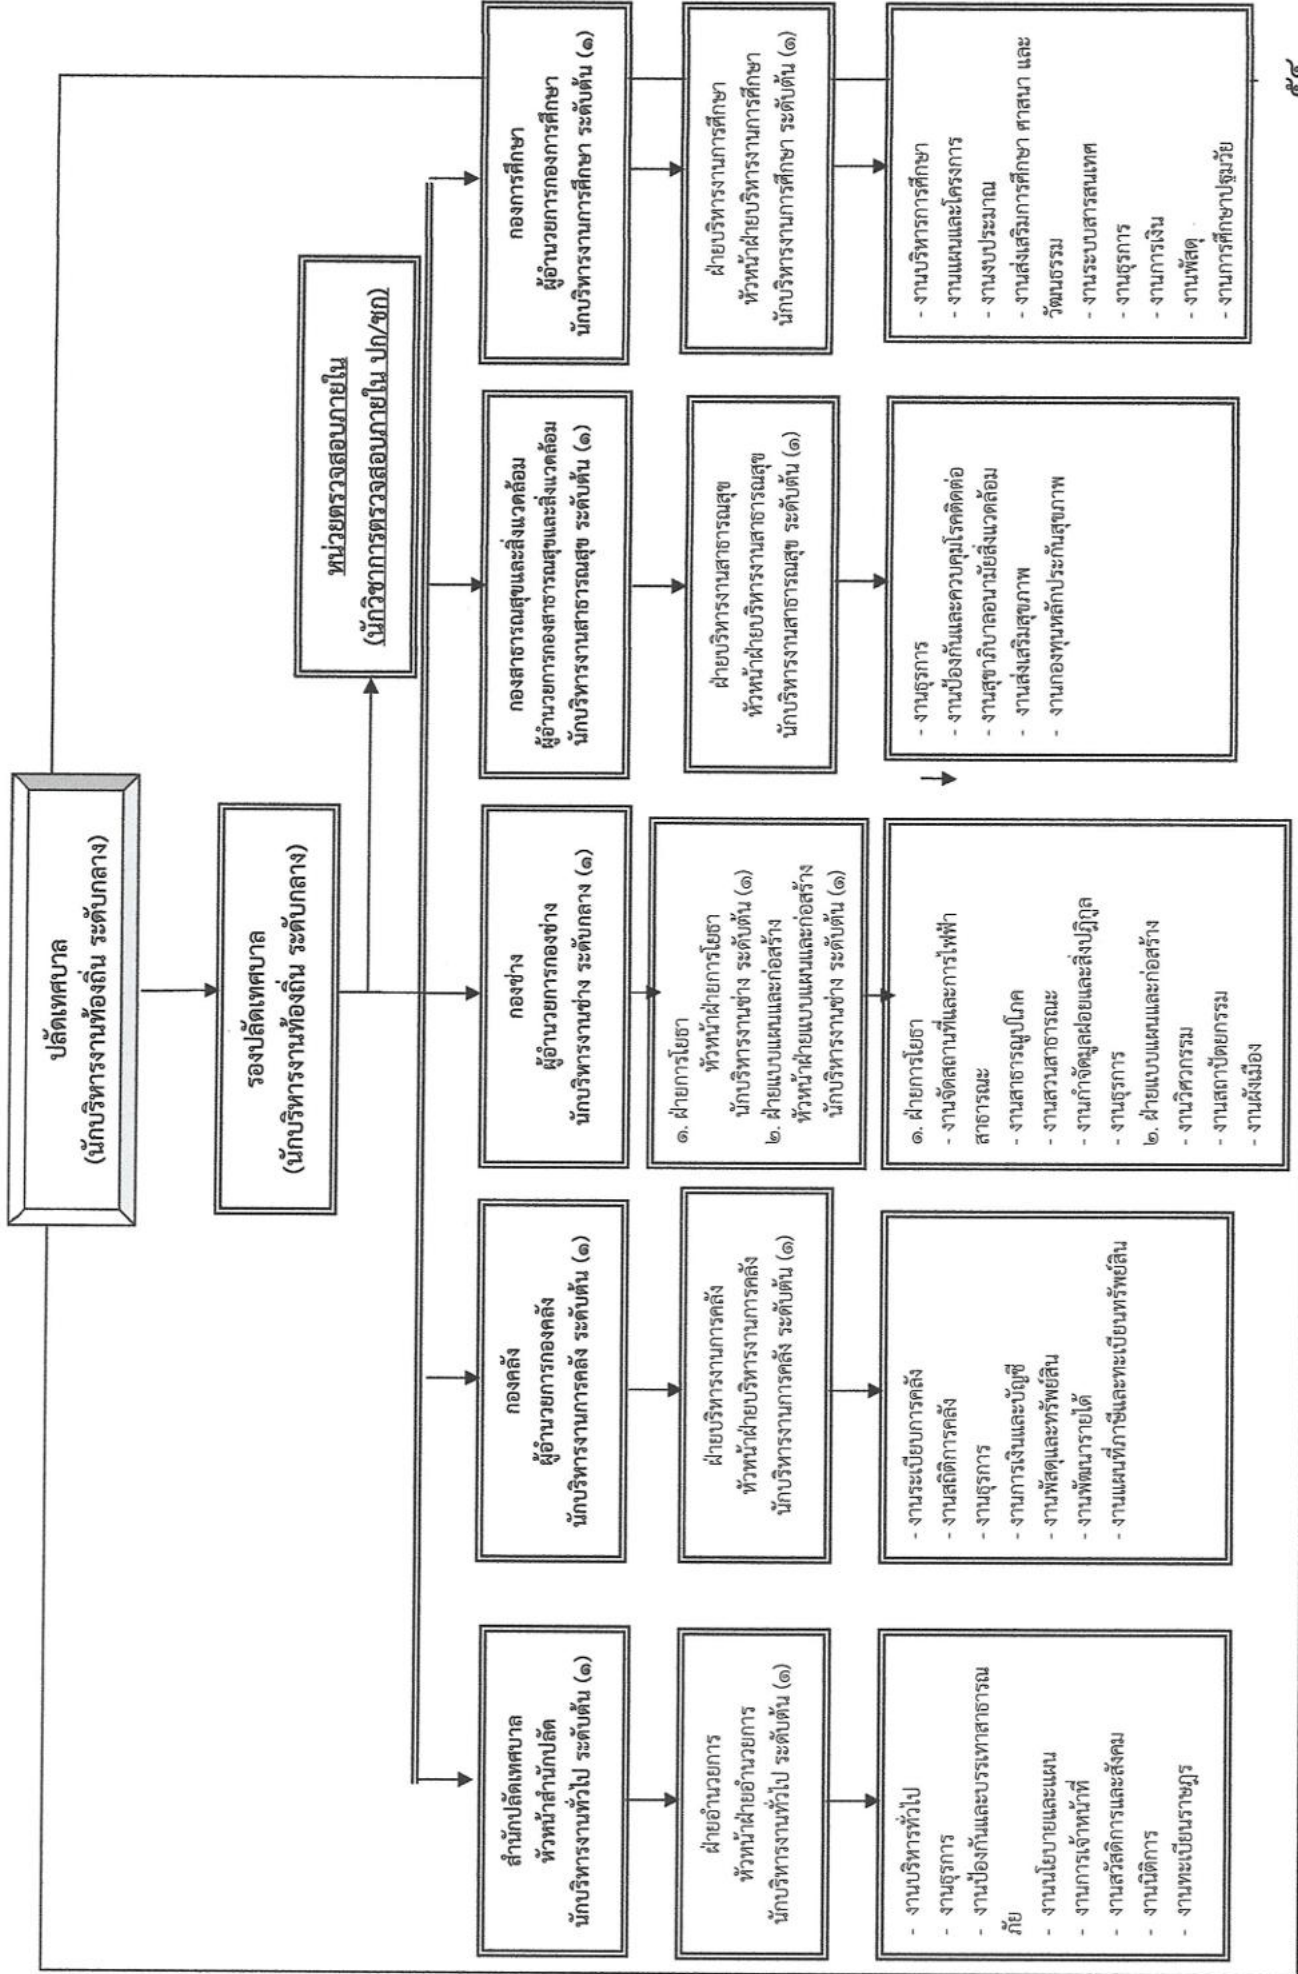 ปลัดเทศบาล
(นักบริหารงานท้องถิ่น ระดับกลาง)
รองปลัดเทศบาล
(นักบริหารงานท้องถิ่น ระดับกลาง)
หน่วยตรวจสอบภายใน
(นักวิชาการตรวจสอบภายใน ปก/ชก)
สำนักปลัดเทศบาล
หัวหน้าสำนักปลัด
นักบริหารงานทั่วไป ระดับต้น (๑)
ฝ่ายอำนวยการ
หัวหน้าฝ่ายอำนวยการ
นักบริหารงานทั่วไป ระดับต้น (๑)
- งานบริหารทั่วไป
- งานธุรการ
- งานป้องกันและบรรเทาสาธารณ
ภัย
- งานนโยบายและแผน
- งานการเจ้าหน้าที่
- งานสวัสดิการและสังคม
- งานนิติการ
- งานทะเบียนราษฎร
กองคลัง
ผู้อำนวยการกองคลัง
นักบริหารงานการคลัง ระดับต้น (๑)
ฝ่ายบริหารงานการคลัง
หัวหน้าฝ่ายบริหารงานการคลัง
นักบริหารงานการคลัง ระดับต้น (๑)
- งานระเบียบการคลัง
- งานสถิติการคลัง
- งานธุรการ
- งานการเงินและบัญชี
- งานพัสดุและทรัพย์สิน
- งานพัฒนารายได้
- งานแผนที่ภาษีและทะเบียนทรัพย์สิน
กองช่าง
ผู้อำนวยการกองช่าง
นักบริหารงานช่าง ระดับกลาง (๑)
๑. ฝ่ายการโยธา
หัวหน้าฝ่ายการโยธา
นักบริหารงานช่าง ระดับต้น (๑)
๒. ฝ่ายแบบแผนและก่อสร้าง
หัวหน้าฝ่ายแบบแผนและก่อสร้าง
นักบริหารงานช่าง ระดับต้น (๑)
๑. ฝ่ายการโยธา
- งานจัดสถานที่และการไฟฟ้า
สาธารณะ
- งานสาธารณูปโภค
- งานสวนสาธารณะ
- งานกำจัดมูลฝอยและสิ่งปฏิกูล
- งานธุรการ
๒. ฝ่ายแบบแผนและก่อสร้าง
- งานวิศวกรรม
- งานสถาปัตยกรรม
- งานผังเมือง
กองสาธารณสุขและสิ่งแวดล้อม
ผู้อำนวยการกองสาธารณสุขและสิ่งแวดล้อม
นักบริหารงานสาธารณสุข ระดับต้น (๑)
ฝ่ายบริหารงานสาธารณสุข
หัวหน้าฝ่ายบริหารงานสาธารณสุข
นักบริหารงานสาธารณสุข ระดับต้น (๑)
- งานธุรการ
- งานป้องกันและควบคุมโรคติดต่อ
- งานสุขาภิบาลอนามัยสิ่งแวดล้อม
- งานส่งเสริมสุขภาพ
- งานกองทุนหลักประกันสุขภาพ
กองการศึกษา
ผู้อำนวยการกองการศึกษา
นักบริหารงานการศึกษา ระดับต้น (๑)
ฝ่ายบริหารงานการศึกษา
หัวหน้าฝ่ายบริหารงานการศึกษา
นักบริหารงานการศึกษา ระดับต้น (๑)
- งานบริหารการศึกษา
- งานแผนและโครงการ
- งานงบประมาณ
- งานส่งเสริมการศึกษา ศาสนา และ
วัฒนธรรม
- งานระบบสารสนเทศ
- งานธุรการ
- งานการเงิน
- งานพัสดุ
- งานการศึกษาปฐมวัย